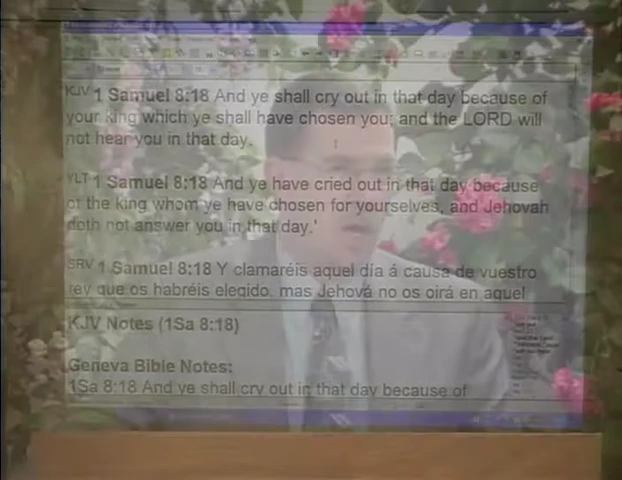 KJV 1 Samuel 8:18 And ye shall cry out in that day because of
your king which ye shall have chosen you; and the LORD will
not hear you in that day.
YLT 1 Samuel 8:18 And ye have cried out in that day because
of the king whom ye have chosen for yourselves, and Jehovah
doth not answer you in that day.'
SRV 1 Samuel 8:18 Y clamaréis aquel día á causa de vuestro
rey que os habréis elegido, mas Jehová no os oirá en aquel
KJV Notes (1Sa 8:18)
Geneva Bible Notes:
1Sa 8:18 And ye shall cry out in that day because of